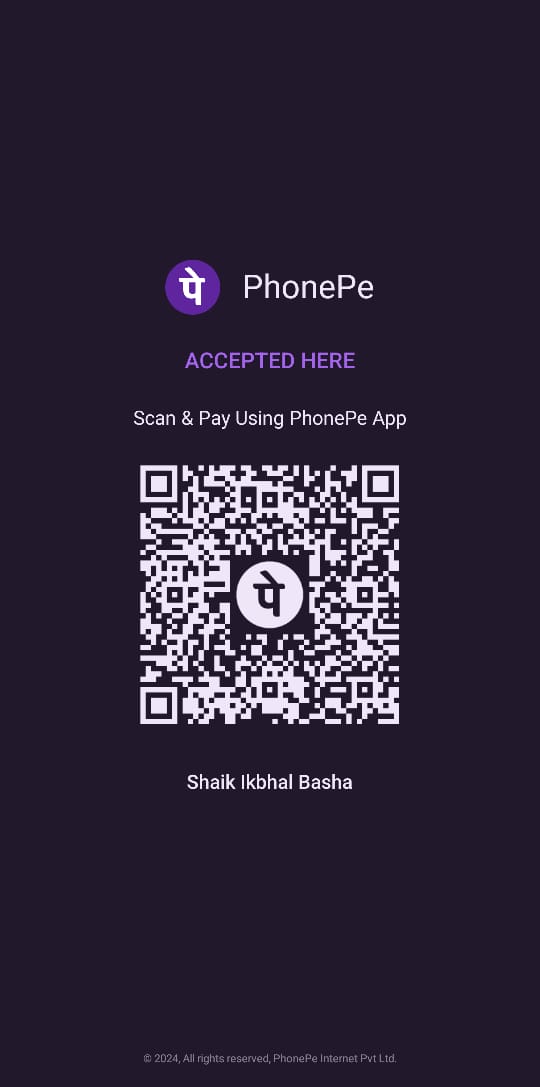 पे PhonePe
ACCEPTED HERE
Scan & Pay Using PhonePe App
पे
Shaik Ikbhal Basha
© 2024, All rights reserved, PhonePe Internet Pvt Ltd.